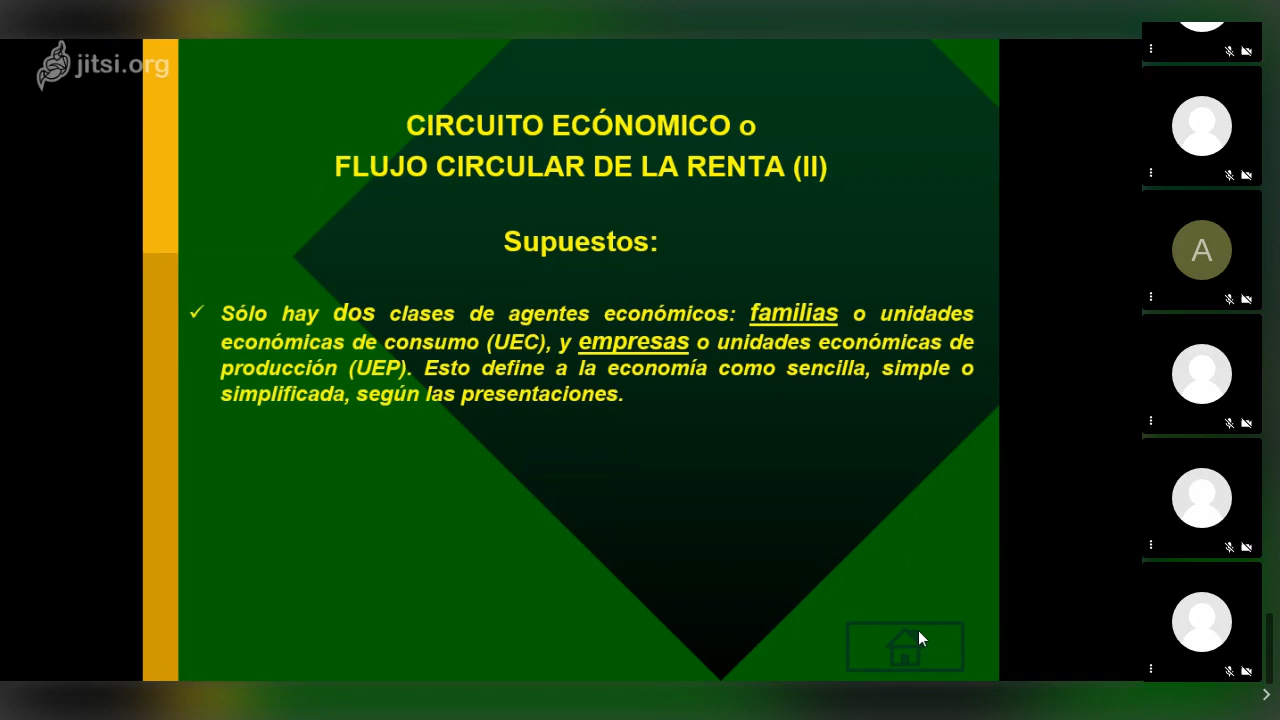 jitsi.org
CIRCUITO ECÓNOMICO o
FLUJO CIRCULAR DE LA RENTA (II)
Supuestos:
✓ Sólo hay dos clases de agentes económicos: familias o unidades
económicas de consumo (UEC), y empresas o unidades económicas de
producción (UEP). Esto define a la economía como sencilla, simple o
simplificada, según las presentaciones.
A